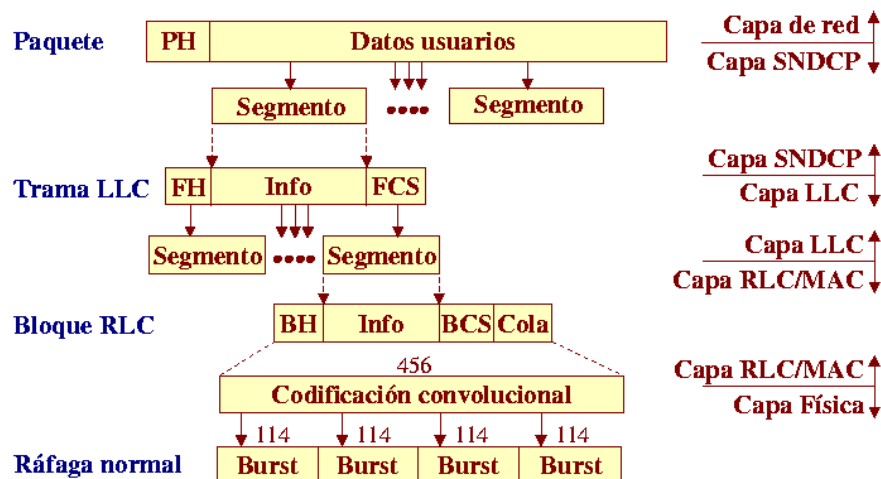 Paquete
PH Datos usuarios
Capa de red
Capa SNDCP
Segmento
Segmento
Trama LLC
FH Info FCS
Capa SNDCP
Capa LLC
Segmento
Segmento
Capa LLC
Capa RLC/MAC
Bloque RLC
BH Info BCS Cola
456
Codificación convolucional
Capa RLC/MAC
Capa Física
114 114 114 114
Ráfaga normal
Burst Burst Burst Burst